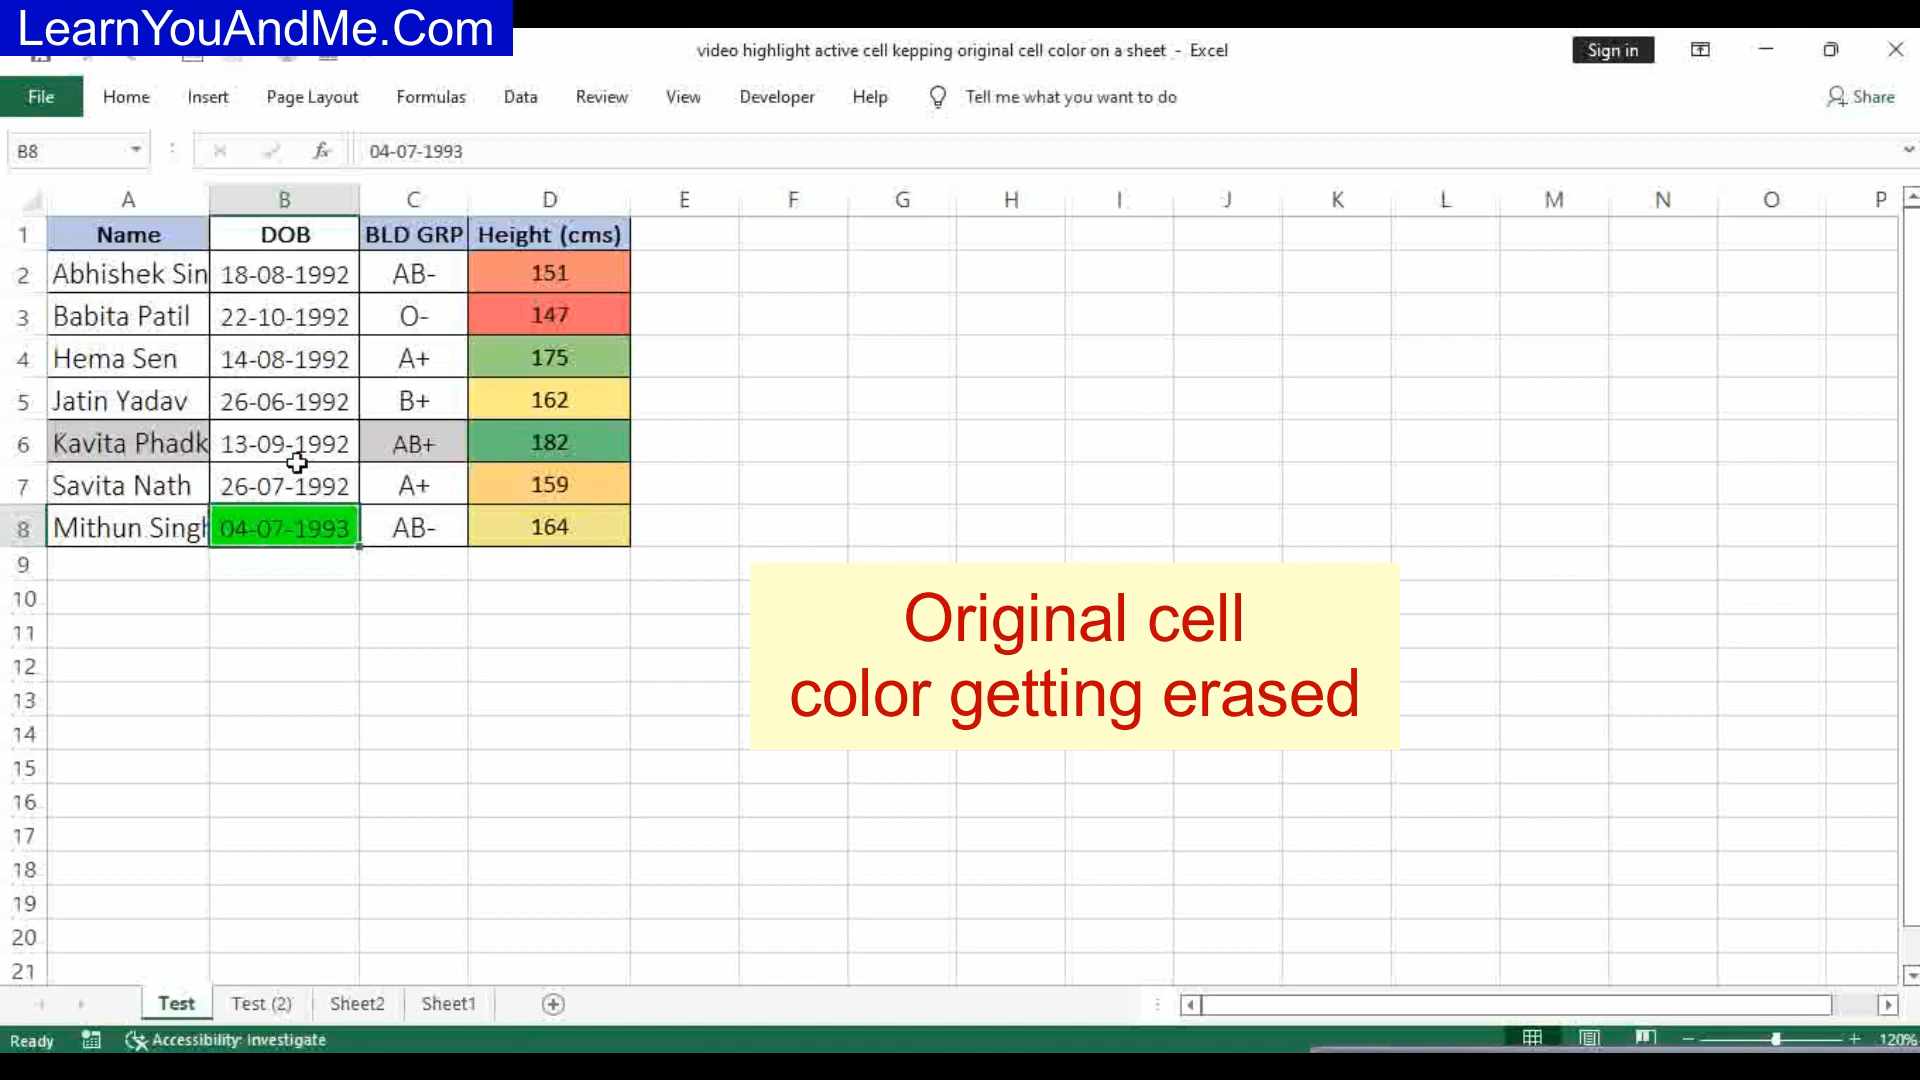 LearnYouAndMe.Com
video highlight active cell kepping original cell color on a sheet - Excel
Sign in
File Home Insert Page Layout Formulas Data Review View Developer Help Tell me what you want to do Share
B8 fx 04-07-1993
A B C D E F G H I J K L M N O P
1 Name DOB BLD GRP Height (cms)
2 Abhishek Sin 18-08-1992 AB- 151
3 Babita Patil 22-10-1992 O- 147
4 Hema Sen 14-08-1992 A+ 175
5 Jatin Yadav 26-06-1992 B+ 162
6 Kavita Phadk 13-09-1992 AB+ 182
7 Savita Nath 26-07-1992 A+ 159
8 Mithun Singh 04-07-1993 AB- 164
9
10
11
12
13
14
15
16
17
18
19
20
21
Original cell
color getting erased
Test Test (2) Sheet2 Sheet1
Ready Accessibility: Investigate 120%